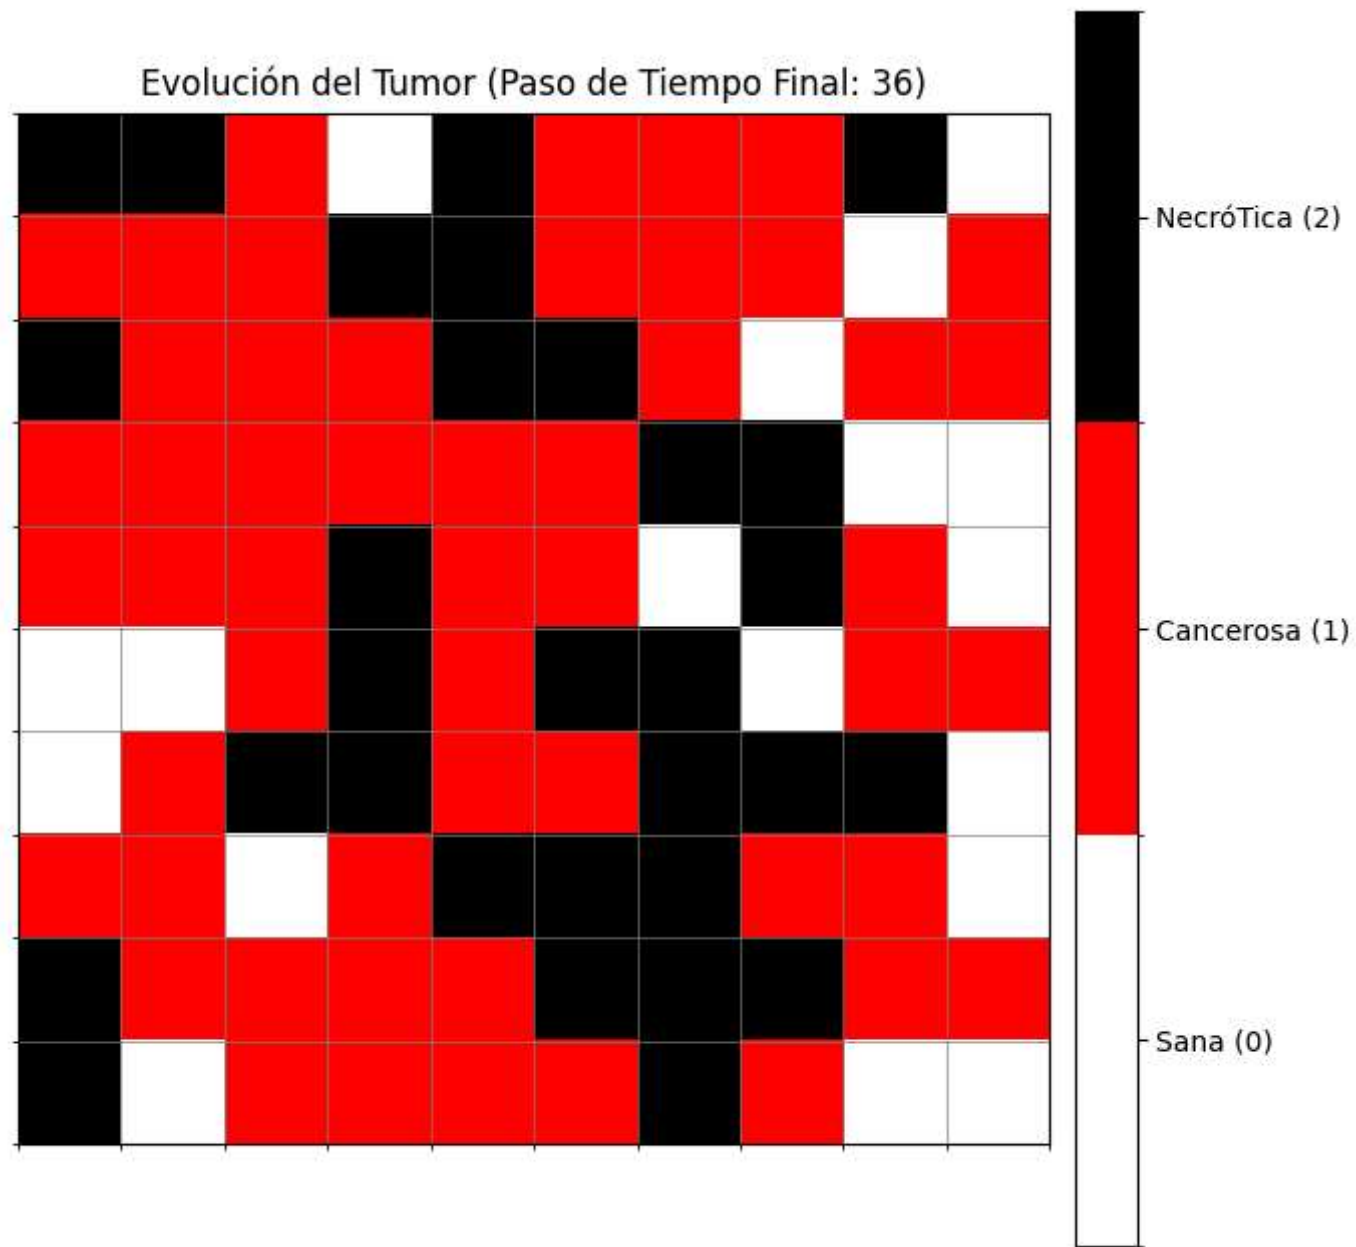 Evolución del Tumor (Paso de Tiempo Final: 36)
NecróTica (2)
Cancerosa (1)
Sana (0)